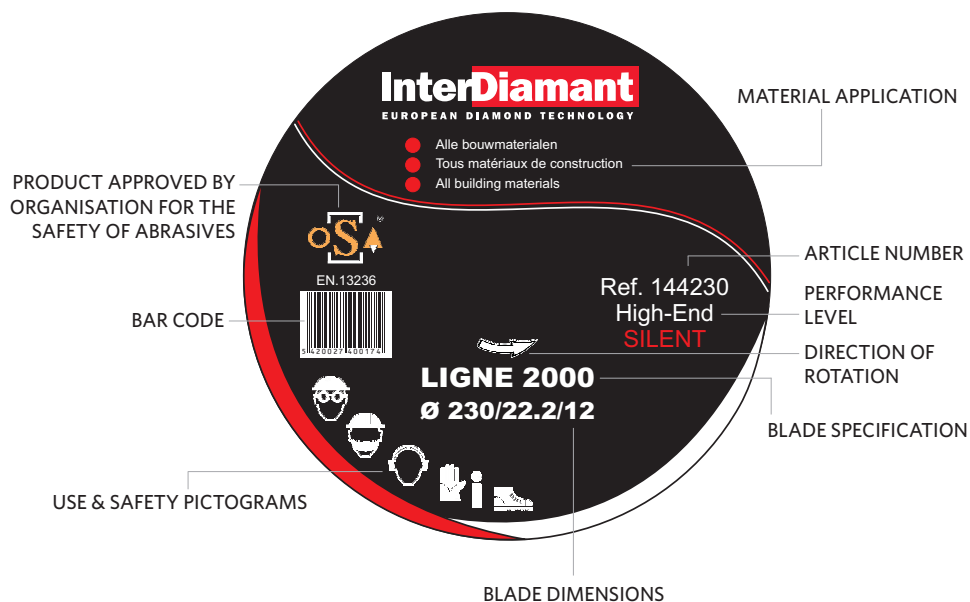 InterDiamant
EUROPEAN DIAMOND TECHNOLOGY
MATERIAL APPLICATION
Alle bouwmaterialen
Tous matériaux de construction
All building materials
PRODUCT APPROVED BY
ORGANISATION FOR THE
SAFETY OF ABRASIVES
oSA®
EN.13236
ARTICLE NUMBER
Ref. 144230
PERFORMANCE
LEVEL
High-End
SILENT
BAR CODE
5 420027 400174
DIRECTION OF
ROTATION
LIGNE 2000
BLADE SPECIFICATION
Ø 230/22.2/12
USE & SAFETY PICTOGRAMS
BLADE DIMENSIONS